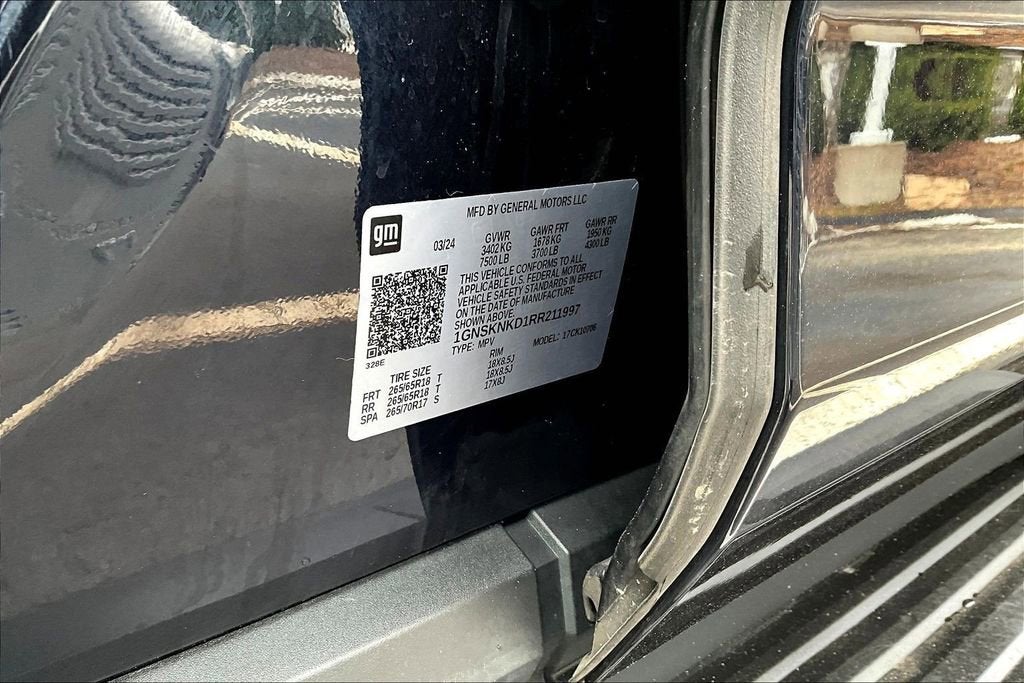 MFD BY GENERAL MOTORS LLC
gm
03/24
GVWR GAWR FRT GAWR RR
3402 KG 1678 KG 1950 KG
7500 LB 3700 LB 4300 LB
THIS VEHICLE CONFORMS TO ALL
APPLICABLE U.S. FEDERAL MOTOR
VEHICLE SAFETY STANDARDS IN EFFECT
ON THE DATE OF MANUFACTURE
SHOWN ABOVE.
1GNSKNKD1RR211997
TYPE: MPV MODEL: 17CK10706
328E
TIRE SIZE RIM
FRT 265/65R18 T 18X8.5J
RR 265/65R18 T 18X8.5J
SPA 265/70R17 S 17X8J